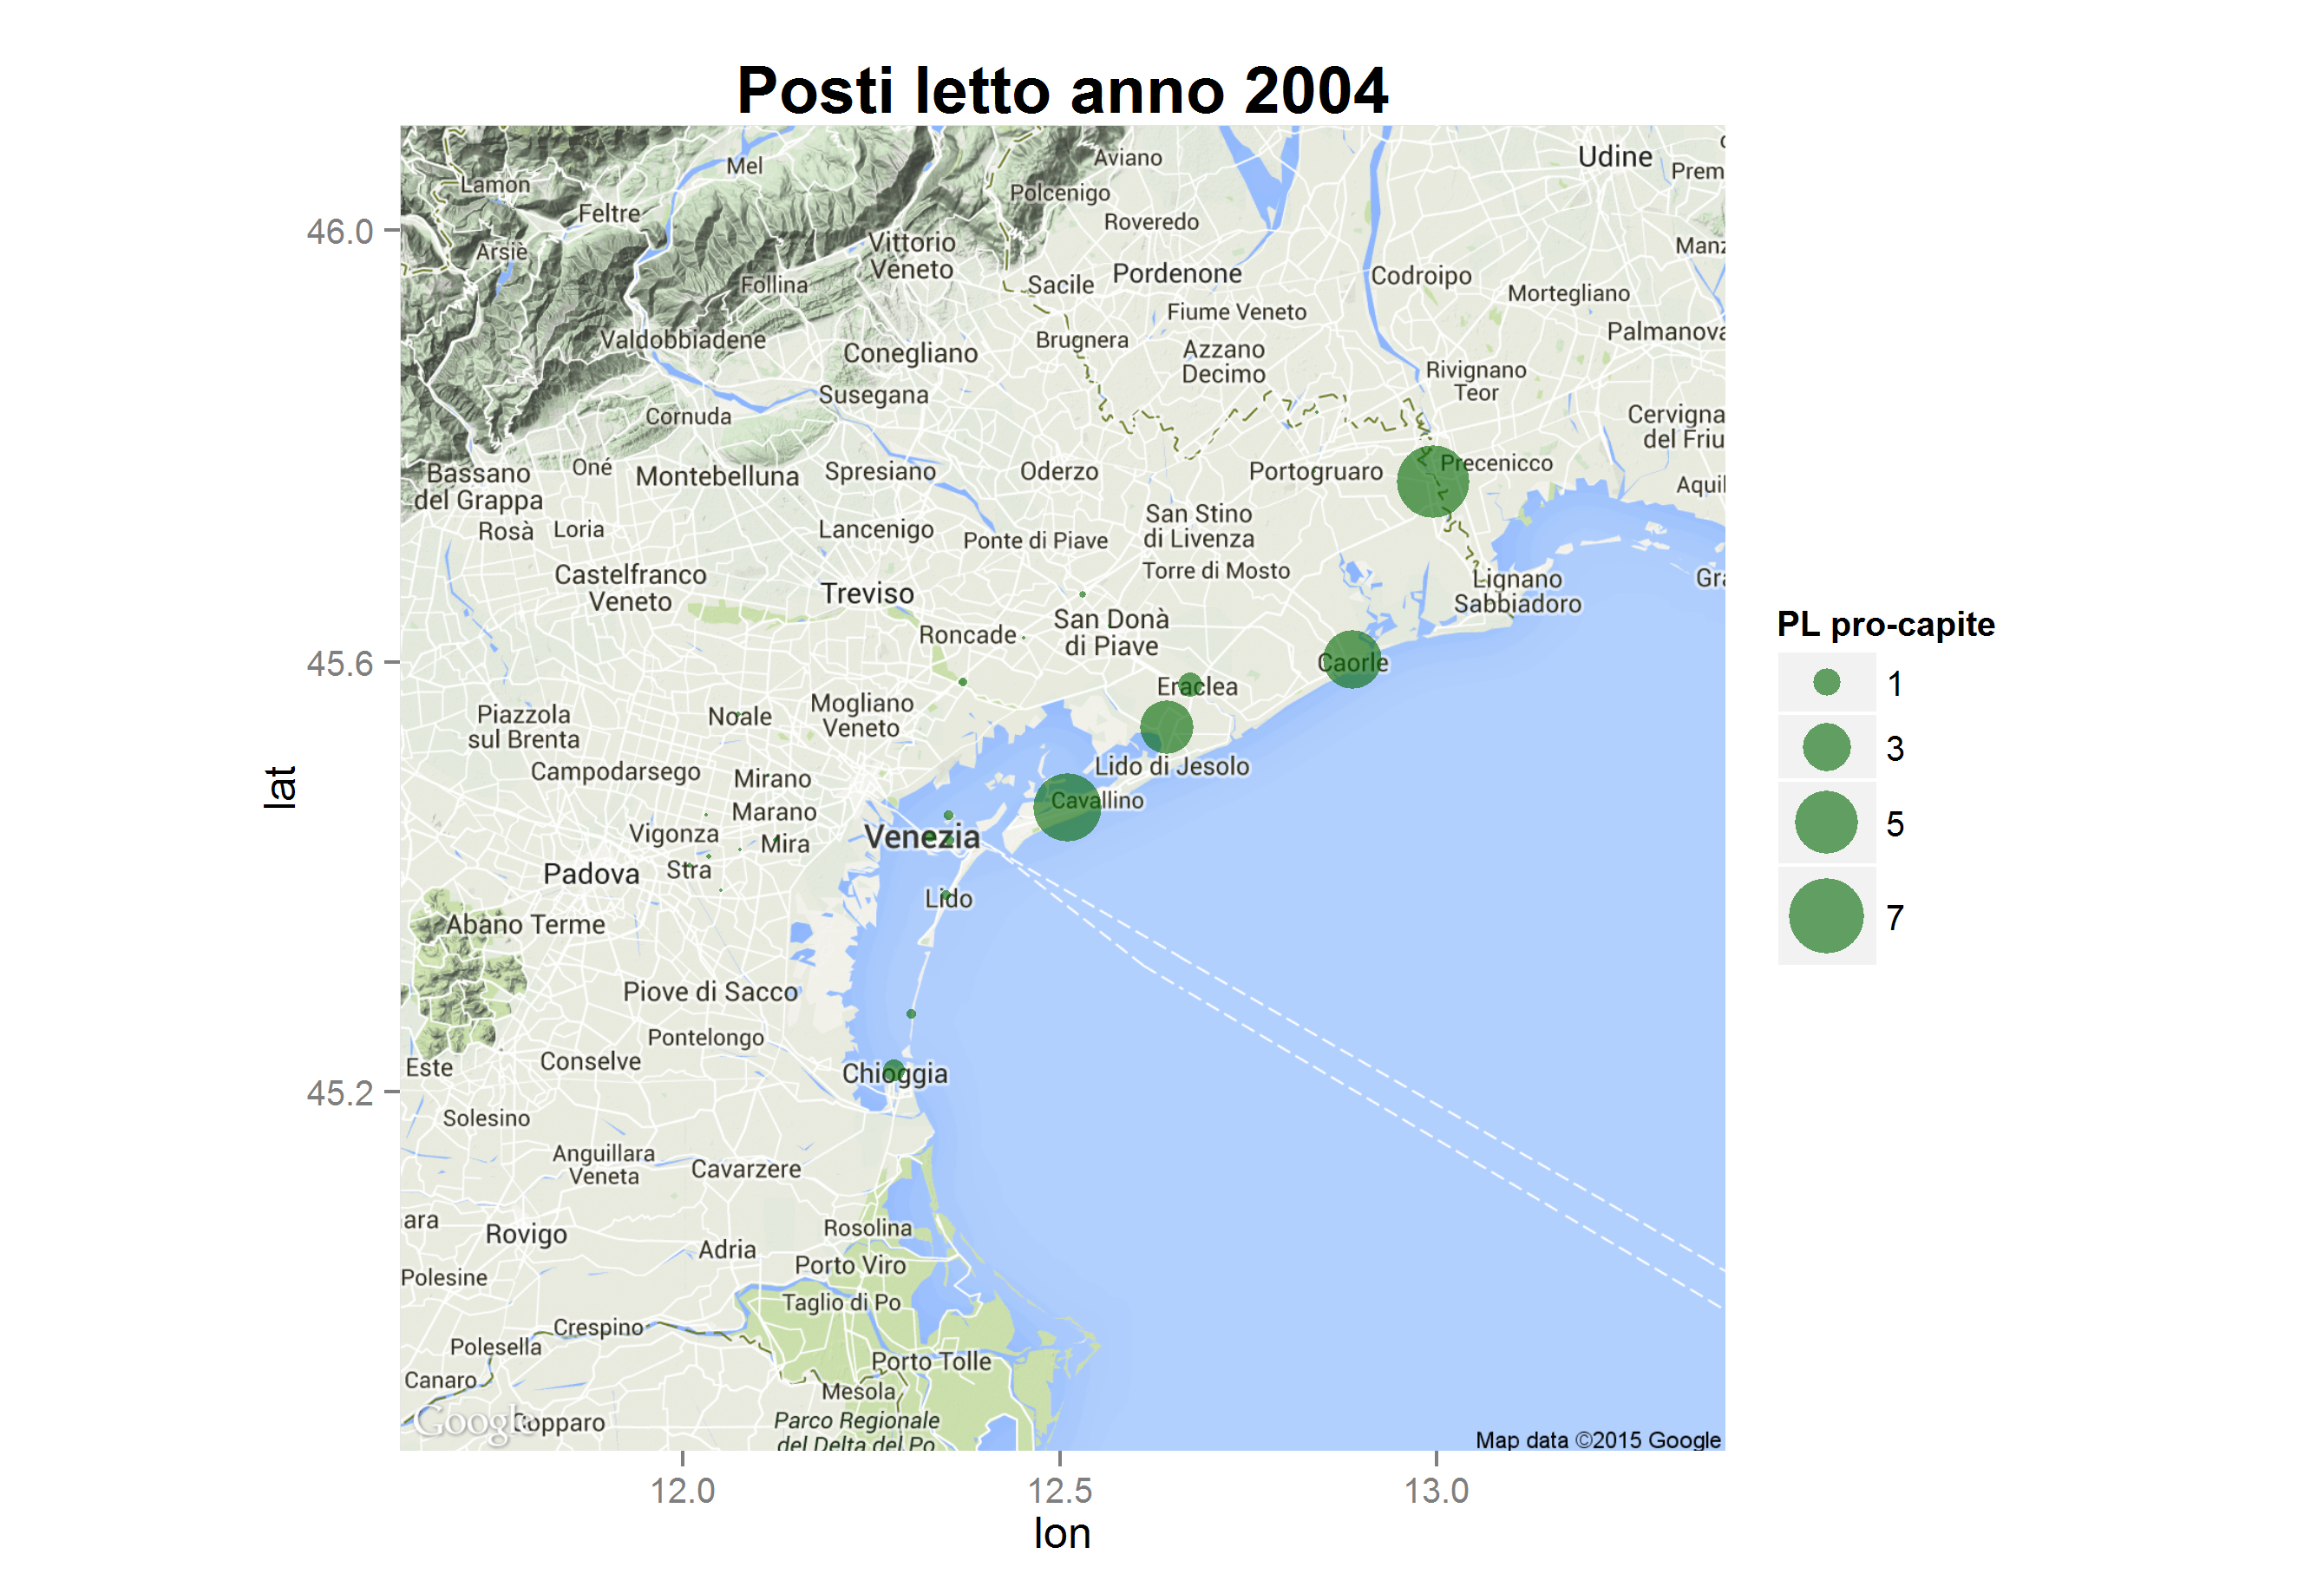 Posti letto anno 2004
Udine
Aviano
Mel
Prem
Lamon
Polcenigo
Feltre
Roveredo
46.0
Vittorio
Veneto
Manz
Arsiè
Pordenone
Codroipo
Follina
Sacile
Mortegliano
Fiume Veneto
Palmanova
Valdobbiadene
Brugnera
Conegliano
Azzano
Decimo
Rivignano
Teor
Susegana
Cornuda
Cervigna
del Friu
Bassano
del Grappa
Oné
Montebelluna
Spresiano
Oderzo
Portogruaro
Precenicco
Aquil
Rosà
Loria
Lancenigo
Ponte di Piave
San Stino
di Livenza
Torre di Mosto
Castelfranco
Veneto
Treviso
Lignano
Sabbiadoro
Gra
San Donà
di Piave
Roncade
45.6
Caorle
Eraclea
Piazzola
sul Brenta
Noale
Mogliano
Veneto
Campodarsego
Mirano
Lido di Jesolo
Marano
Cavallino
Vigonza
Mira
Venezia
Padova
Stra
Lido
Abano Terme
Piove di Sacco
Pontelongo
Este
Conselve
Chioggia
45.2
Solesino
Anguillara
Veneta
Cavarzere
ara
Rovigo
Rosolina
Adria
Porto Viro
Polesine
Taglio di Po
Crespino
Polesella
Porto Tolle
Canaro
Mesola
Google
Copparo
Parco Regionale
del Delta del Po
Map data ©2015 Google
lat
12.0
12.5
13.0
lon
PL pro-capite
1
3
5
7